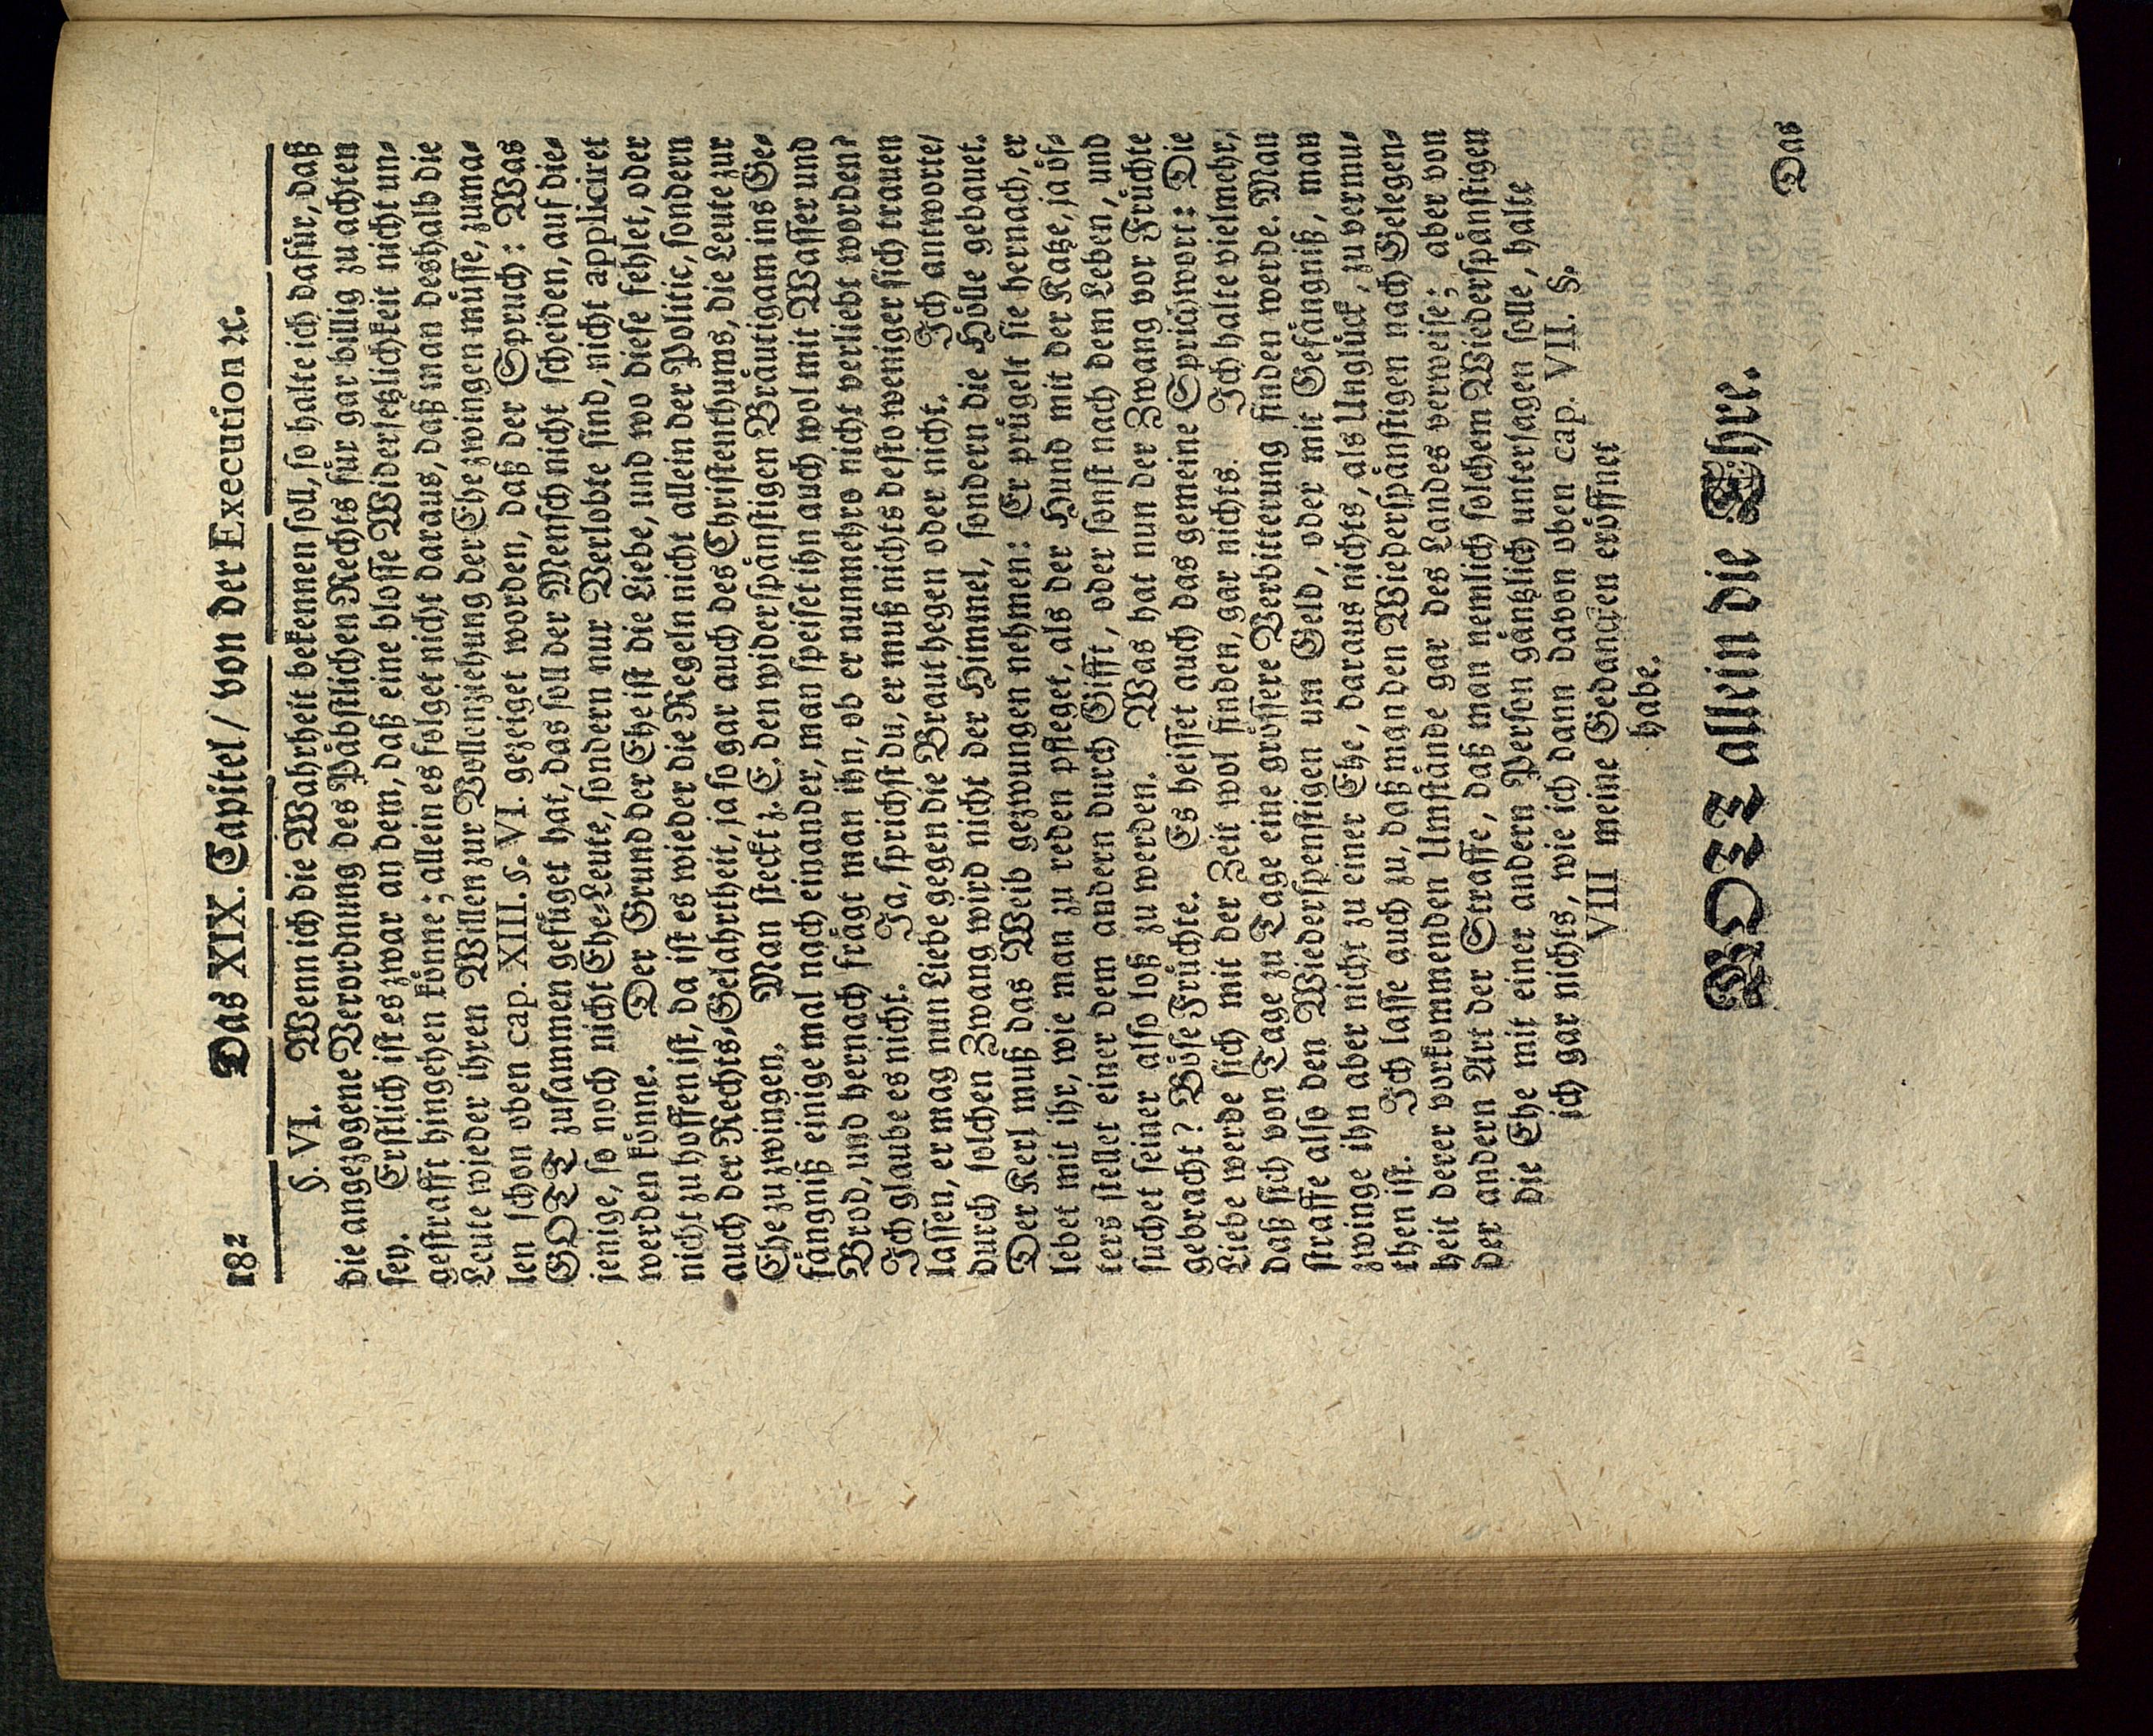 182 Das XIX. Capitel / von der Execution ꝛc.
§. VI. Wenn ich die Wahrheit bekennen soll, so halte ich dafür, daß
die angezogene Verordnung des Päbstlichen Rechts für gar billig zu achten
sey. Erstlich ist es zwar an dem, daß eine blosse Widersetzlichkeit nicht un-
gestrafft hingehen könne; allein es folget nicht daraus, daß man deshalb die
Leute wieder ihren Willen zur Vollenziehung der Ehe zwingen müsse, zuma-
len schon oben cap. XIII. §. VI. gezeiget worden, daß der Spruch: Was
GOTT zusammen gefüget hat, das soll der Mensch nicht scheiden, auf die-
jenige, so noch nicht Ehe-Leute, sondern nur Verlobte sind, nicht appliciret
werden könne. Der Grund der Ehe ist die Liebe, und wo diese fehlet, oder
nicht zu hoffen ist, da ist es wieder die Regeln nicht allein der Politic, sondern
auch der Rechts-Gelahrtheit, ja so gar auch des Christenthums, die Leute zur
Ehe zu zwingen. Man steckt z. E. den widerspänstigen Bräutigam ins Ge-
fängniß einige mal nach einander, man speiset ihn auch wol mit Wasser und
Brod, und hernach frägt man ihn, ob er nunmehro nicht verliebt worden?
Ich glaube es nicht. Ja, sprichst du, er muß nichts desto weniger sich trauen
lassen, er mag nun Liebe gegen die Braut hegen oder nicht. Ich antworte/
durch solchen Zwang wird nicht der Himmel, sondern die Hölle gebauet.
Der Kerl muß das Weib gezwungen nehmen: Er prügelt sie hernach, er
lebet mit ihr, wie man zu reden pfleget, als der Hund mit der Katze, ja öf-
ters stellet einer dem andern durch Gifft, oder sonst nach dem Leben, und
suchet seiner also loß zu werden. Was hat nun der Zwang vor Früchte
gebracht? Böse Früchte. Es heisset auch das gemeine Sprichwort: Die
Liebe werde sich mit der Zeit wol finden, gar nichts. Ich halte vielmehr,
daß sich von Tage zu Tage eine grössere Verbitterung finden werde. Man
straffe also den Wiederspenstigen um Geld, oder mit Gefängniß, man
zwinge ihn aber nicht zu einer Ehe, daraus nichts, als Unglück, zu vermu-
then ist. Ich lasse auch zu, daß man den Wiederspänstigen nach Gelegen-
heit derer vorkommenden Umstände gar des Landes verweise; aber von
der andern Art der Straffe, daß man nemlich solchem Wiederspänstigen
die Ehe mit einer andern Person gäntzlich untersagen solle, halte
ich gar nichts, wie ich dann davon oben cap. VII. §.
VIII meine Gedancken eröffnet
habe.
GOTT allein die Ehre.
Das